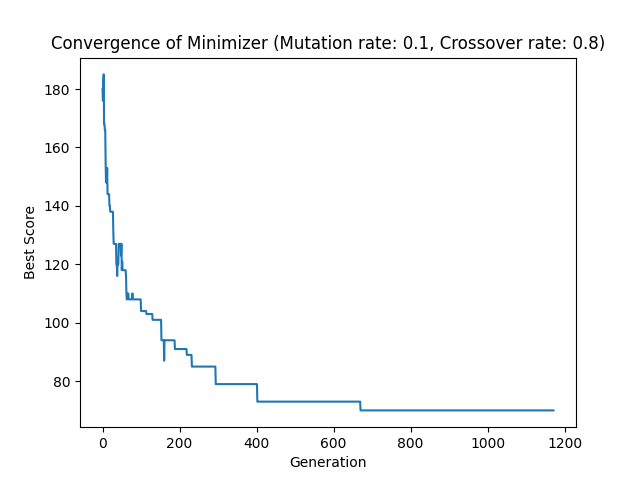 Convergence of Minimizer (Mutation rate: 0.1, Crossover rate: 0.8)
180
160
140
120
100
80
Best Score
0 200 400 600 800 1000 1200
Generation